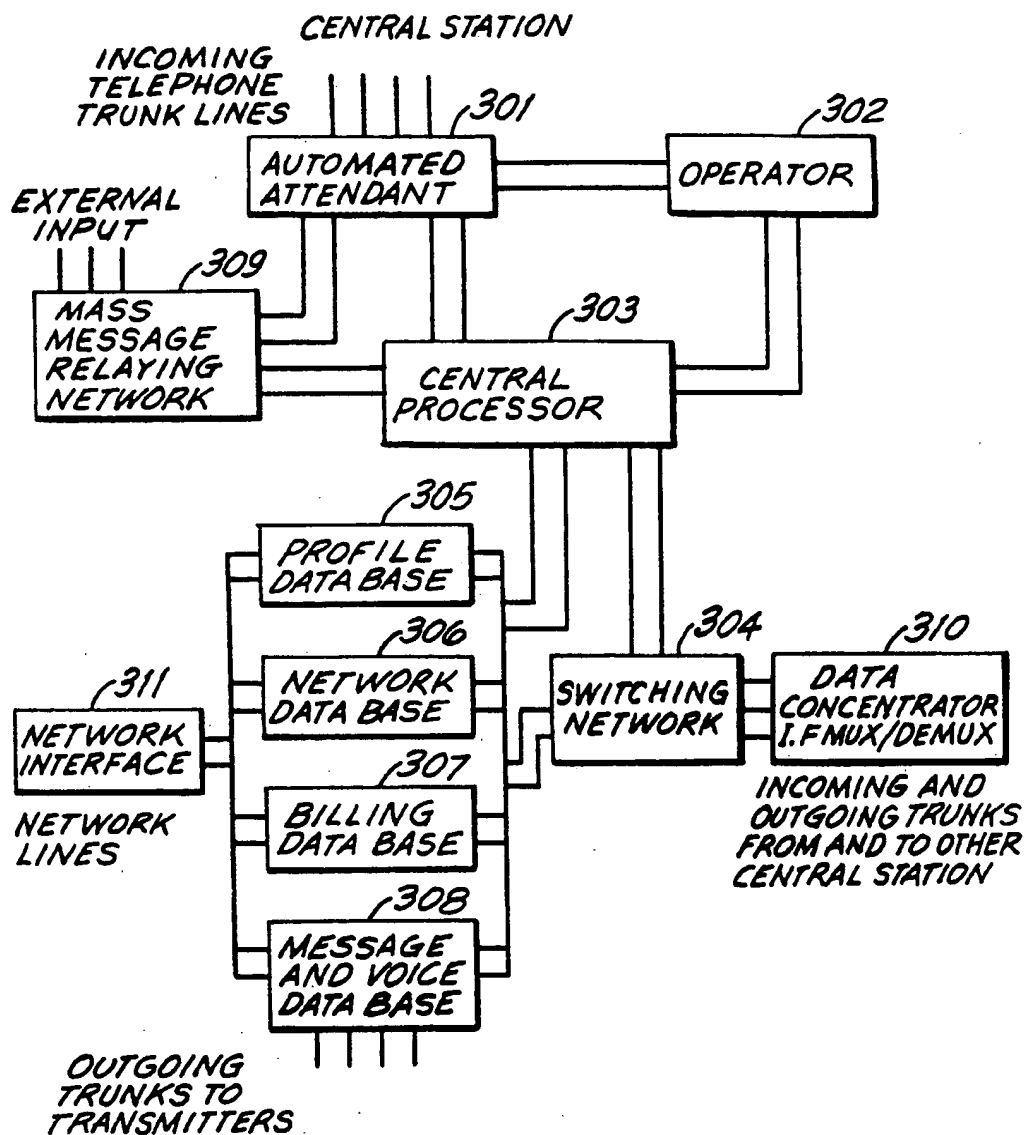 CENTRAL STATION
INCOMING
TELEPHONE
TRUNK LINES
301
302
AUTOMATED
ATTENDANT
OPERATOR
EXTERNAL
INPUT
309
MASS
MESSAGE
RELAYING
NETWORK
303
CENTRAL
PROCESSOR
305
PROFILE
DATA BASE
306
NETWORK
DATA BASE
304
SWITCHING
NETWORK
310
DATA
CONCENTRATOR
I.F MUX/DEMUX
311
NETWORK
INTERFACE
307
BILLING
DATA BASE
INCOMING AND
OUTGOING TRUNKS
FROM AND TO OTHER
CENTRAL STATION
NETWORK
LINES
308
MESSAGE
AND VOICE
DATA BASE
OUTGOING
TRUNKS TO
TRANSMITTERS